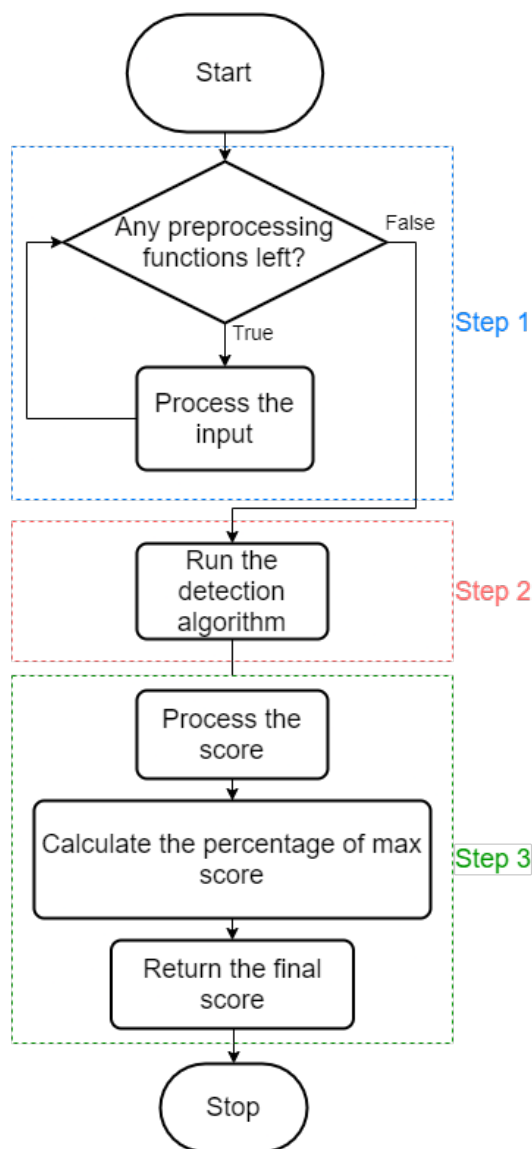 Start
Any preprocessing
functions left?
False
Step 1
True
Process the
input
Run the
detection
algorithm
Step 2
Process the
score
Calculate the percentage of max
score
Step 3
Return the final
score
Stop